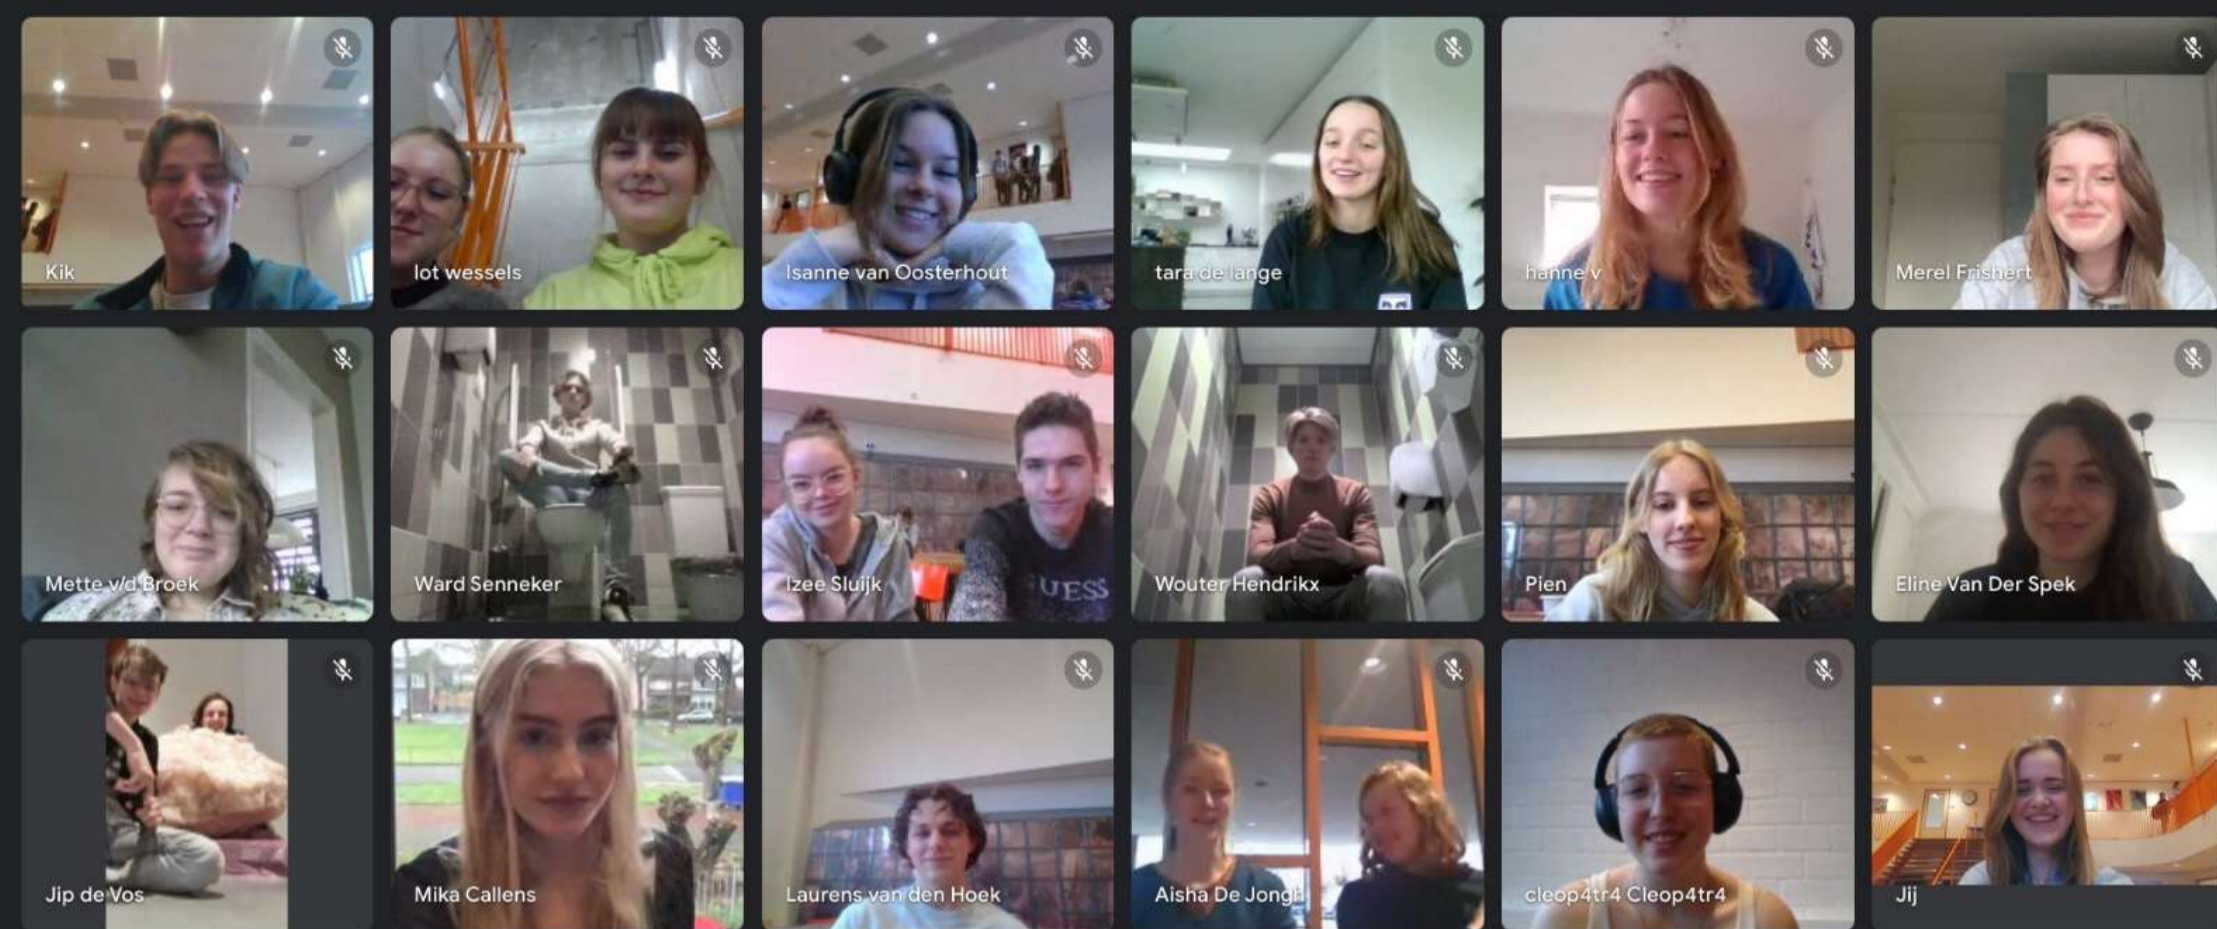 Kik
lot wessels
Isanne van Oosterhout
tara de lange
hanne v
Merel Frishert
Mette v/d Broek
Ward Senneker
Izee Sluijk
UESS
Wouter Hendrikx
Pien
Eline Van Der Spek
Jip de Vos
Mika Callens
Laurens van den Hoek
Aisha De Jongh
cleop4tr4 Cleop4tr4
Jij